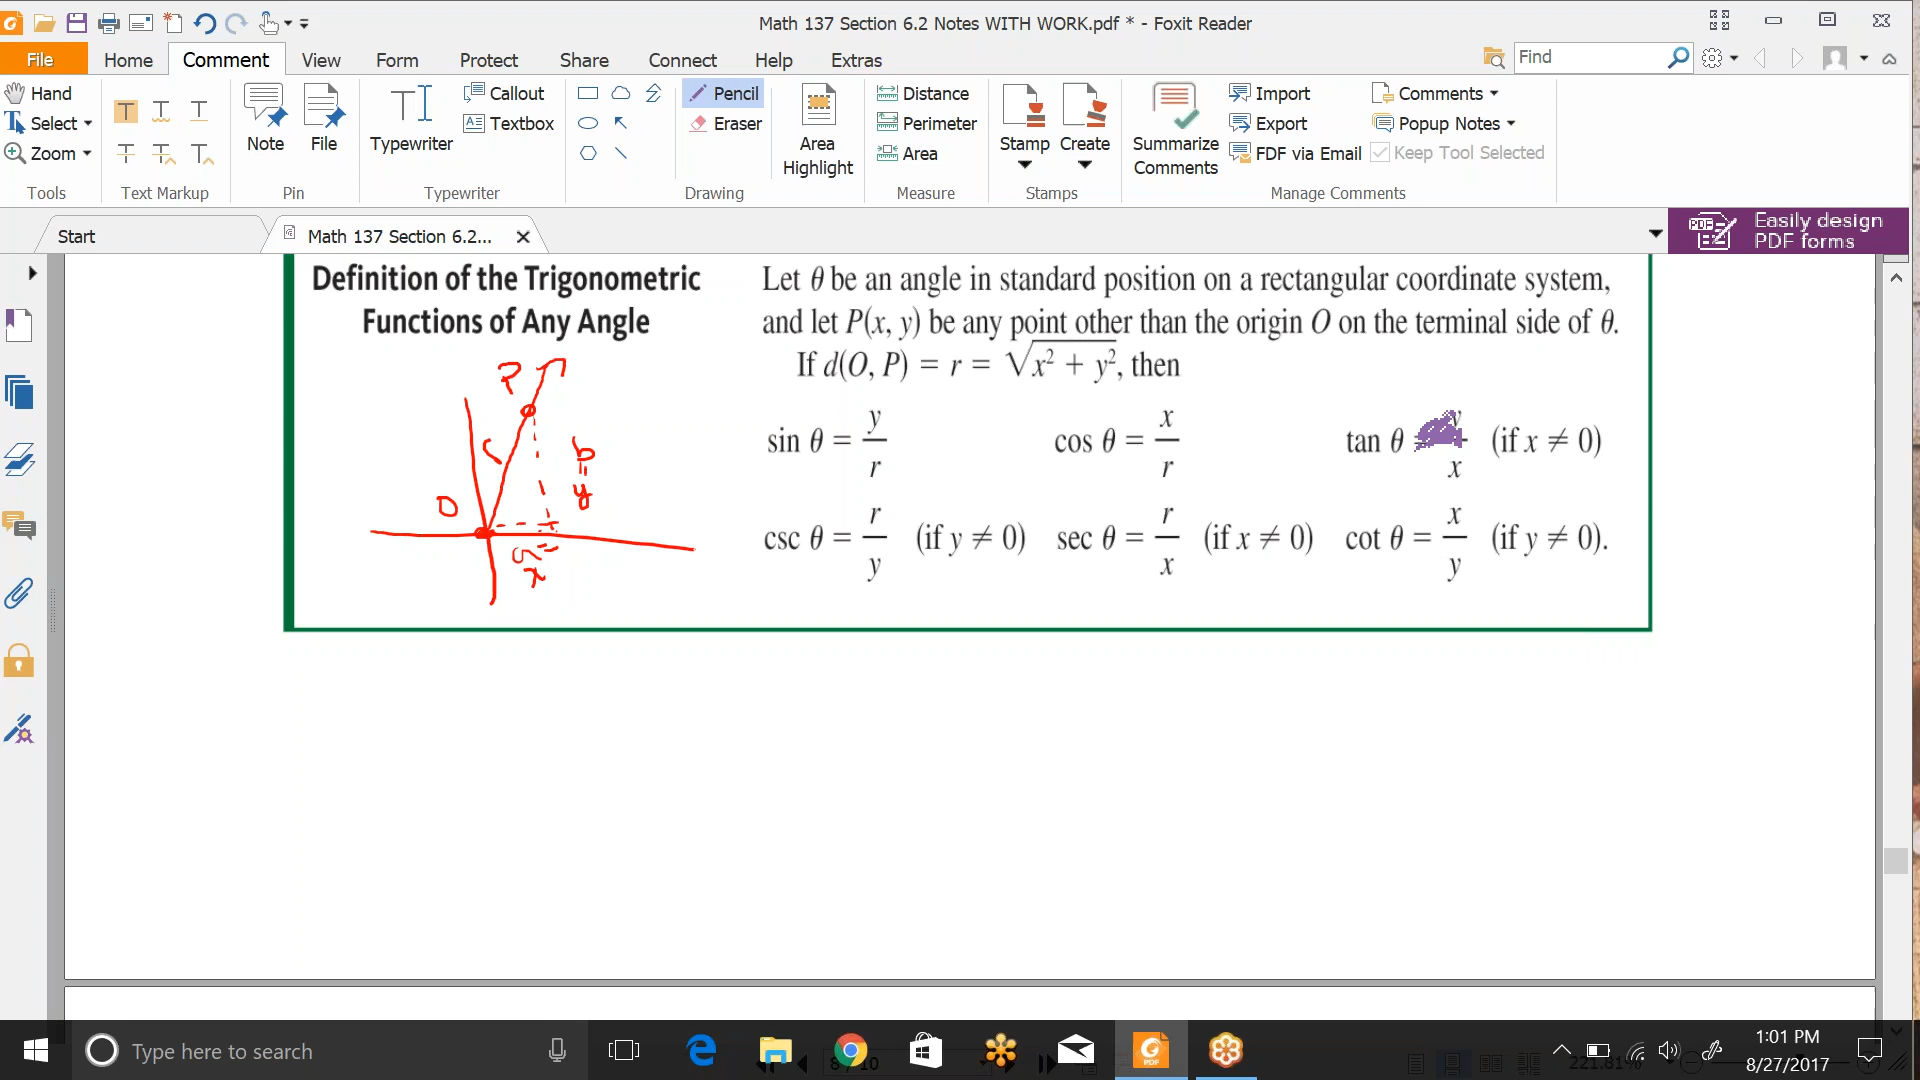 Math 137 Section 6.2 Notes WITH WORK.pdf * - Foxit Reader
File Home Comment View Form Protect Share Connect Help Extras Find
Hand
Select
Zoom
Tools
Text Markup
Note File
Pin
Typewriter
Callout
Textbox
Typewriter
Pencil
Eraser
Area Highlight
Drawing
Distance
Perimeter
Area
Measure
Stamp Create
Stamps
Summarize Comments
Import
Export
FDF via Email
Comments
Popup Notes
Keep Tool Selected
Manage Comments
Start
Math 137 Section 6.2...
Easily design
PDF forms
Definition of the Trigonometric
Functions of Any Angle
Let θ be an angle in standard position on a rectangular coordinate system,
and let P(x, y) be any point other than the origin O on the terminal side of θ.
If d(O, P) = r = √x² + y², then
sin θ = y/r cos θ = x/r tan θ = y/x (if x ≠ 0)
csc θ = r/y (if y ≠ 0) sec θ = r/x (if x ≠ 0) cot θ = x/y (if y ≠ 0).
P
O
b
=
y
a =
x
Type here to search
8 / 10
221.81%
1:01 PM
8/27/2017